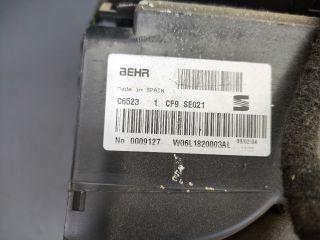 BEHR
made in SPAIN
C6523 1 CF9 SE021
No 0009127 W06L1820003AL